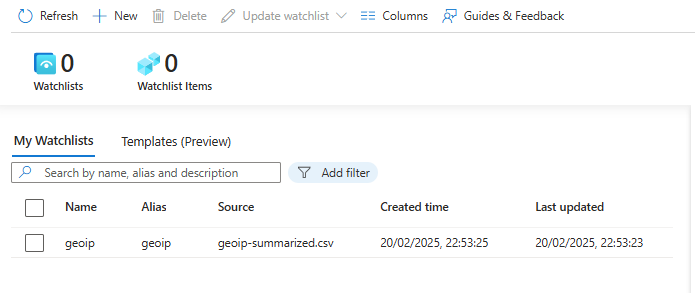 Refresh New Delete Update watchlist Columns Guides & Feedback
0 0
Watchlists Watchlist Items
My Watchlists Templates (Preview)
Search by name, alias and description Add filter
Name Alias Source Created time Last updated
geoip geoip geoip-summarized.csv 20/02/2025, 22:53:25 20/02/2025, 22:53:23